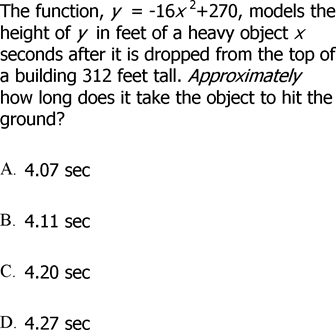 The function, y = -16x²+270, models the
height of y in feet of a heavy object x
seconds after it is dropped from the top of
a building 312 feet tall. Approximately
how long does it take the object to hit the
ground?
A. 4.07 sec
B. 4.11 sec
C. 4.20 sec
D. 4.27 sec